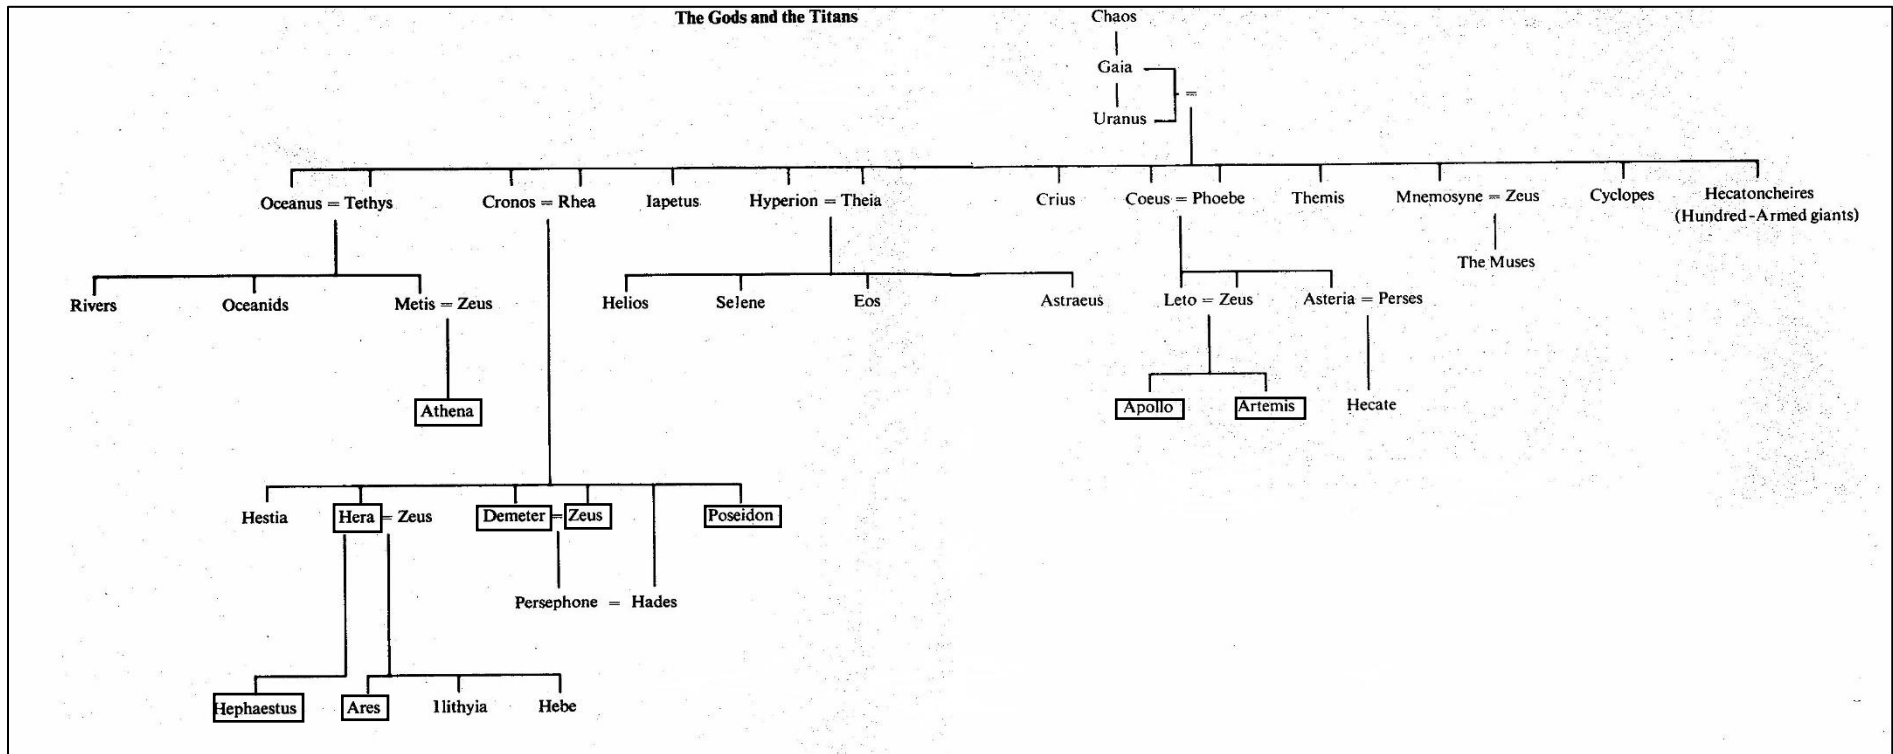 The Gods and the Titans
Chaos
Gaia
=
Uranus
Oceanus = Tethys Cronos = Rhea Iapetus Hyperion = Theia Crius Coeus = Phoebe Themis Mnemosyne = Zeus Cyclopes Hecatoncheires
(Hundred-Armed giants)
The Muses
Rivers Oceanids Metis = Zeus Helios Selene Eos Astraeus Leto = Zeus Asteria = Perses
Athena Apollo Artemis Hecate
Hestia Hera = Zeus Demeter = Zeus Poseidon
Persephone = Hades
Hephaestus Ares Ilithyia Hebe